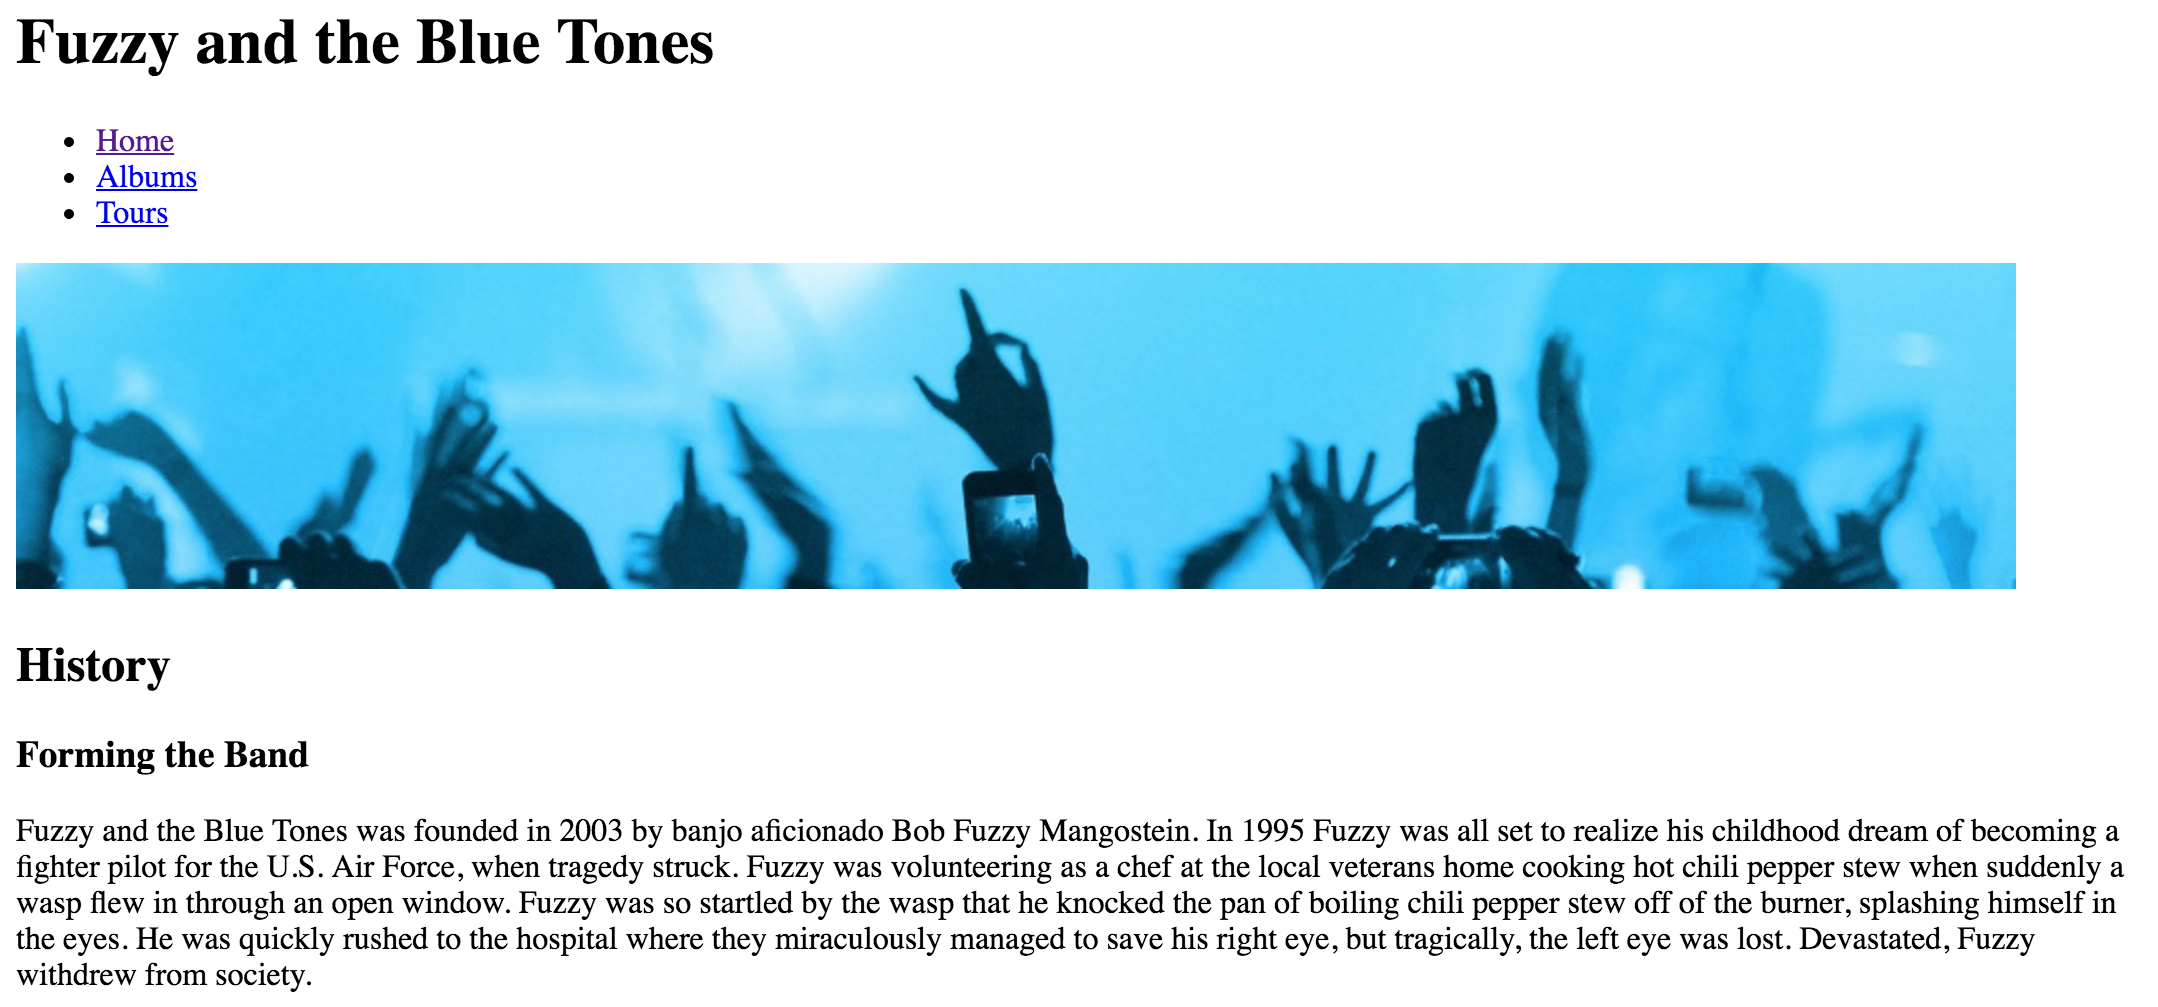 Fuzzy and the Blue Tones
Home
Albums
Tours
History
Forming the Band
Fuzzy and the Blue Tones was founded in 2003 by banjo aficionado Bob Fuzzy Mangostein. In 1995 Fuzzy was all set to realize his childhood dream of becoming a
fighter pilot for the U.S. Air Force, when tragedy struck. Fuzzy was volunteering as a chef at the local veterans home cooking hot chili pepper stew when suddenly a
wasp flew in through an open window. Fuzzy was so startled by the wasp that he knocked the pan of boiling chili pepper stew off of the burner, splashing himself in
the eyes. He was quickly rushed to the hospital where they miraculously managed to save his right eye, but tragically, the left eye was lost. Devastated, Fuzzy
withdrew from society.